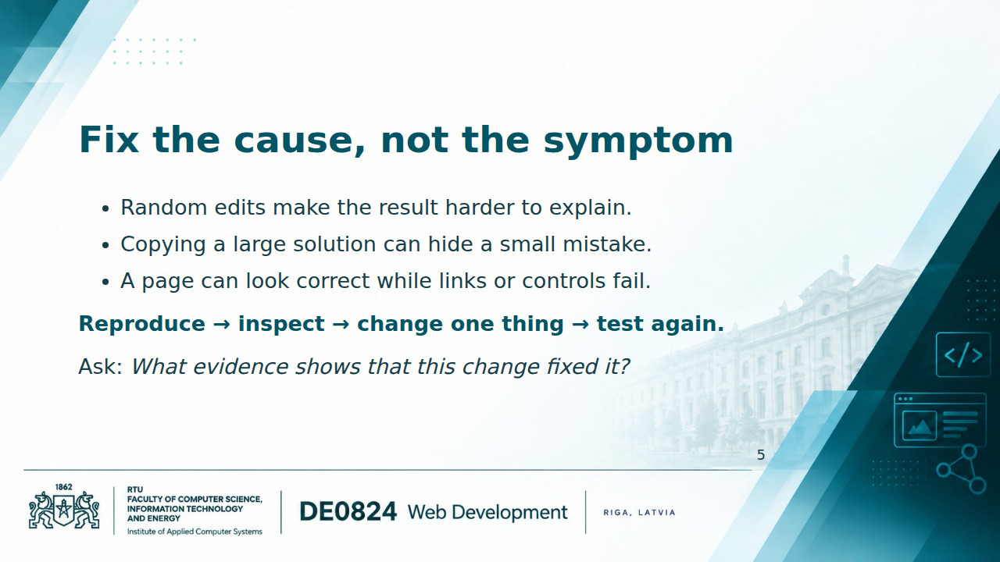 Fix the cause, not the symptom
• Random edits make the result harder to explain.
• Copying a large solution can hide a small mistake.
• A page can look correct while links or controls fail.
Reproduce → inspect → change one thing → test again.
Ask: What evidence shows that this change fixed it?
</>
5
1862
RTU
FACULTY OF COMPUTER SCIENCE,
INFORMATION TECHNOLOGY
AND ENERGY
Institute of Applied Computer Systems
DE0824 Web Development
RIGA, LATVIA